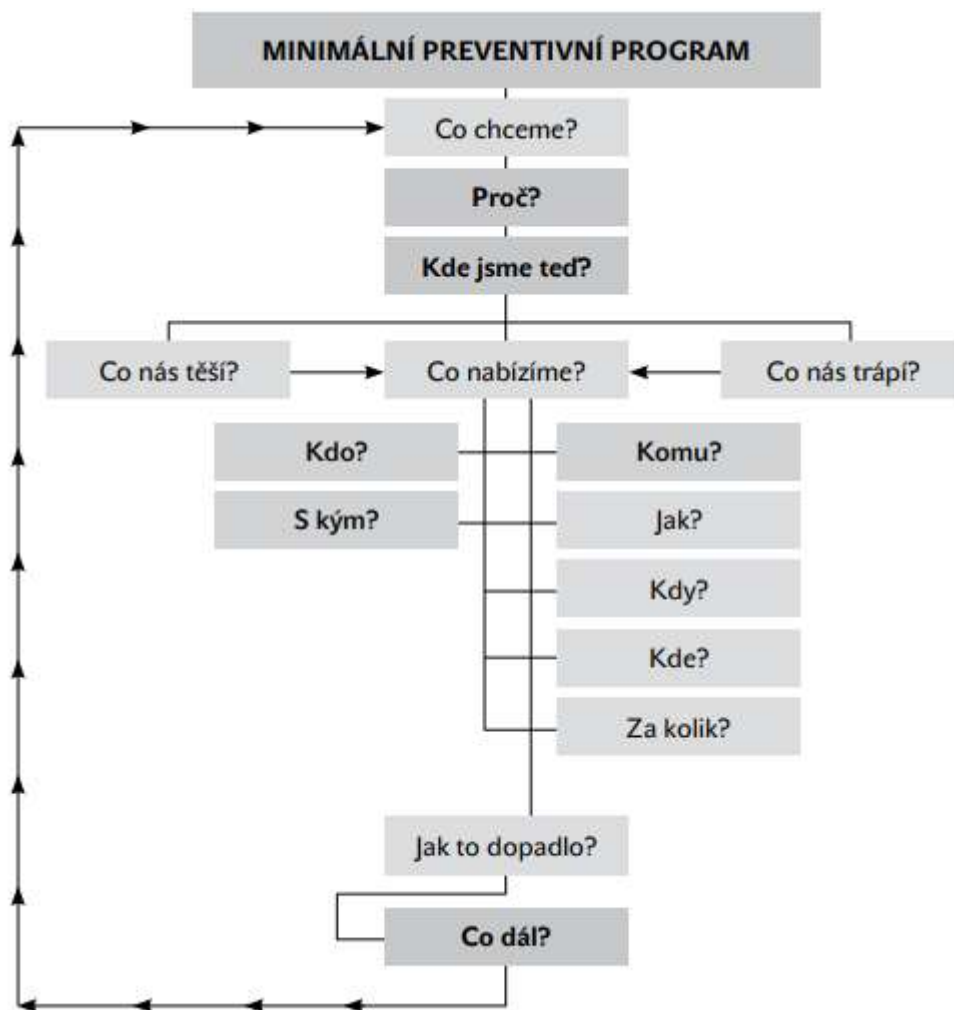 MINIMÁLNÍ PREVENTIVNÍ PROGRAM
Co chceme?
Proč?
Kde jsme teď?
Co nás těší?
Co nabízíme?
Co nás trápí?
Kdo?
Komu?
S kým?
Jak?
Kdy?
Kde?
Za kolik?
Jak to dopadlo?
Co dál?